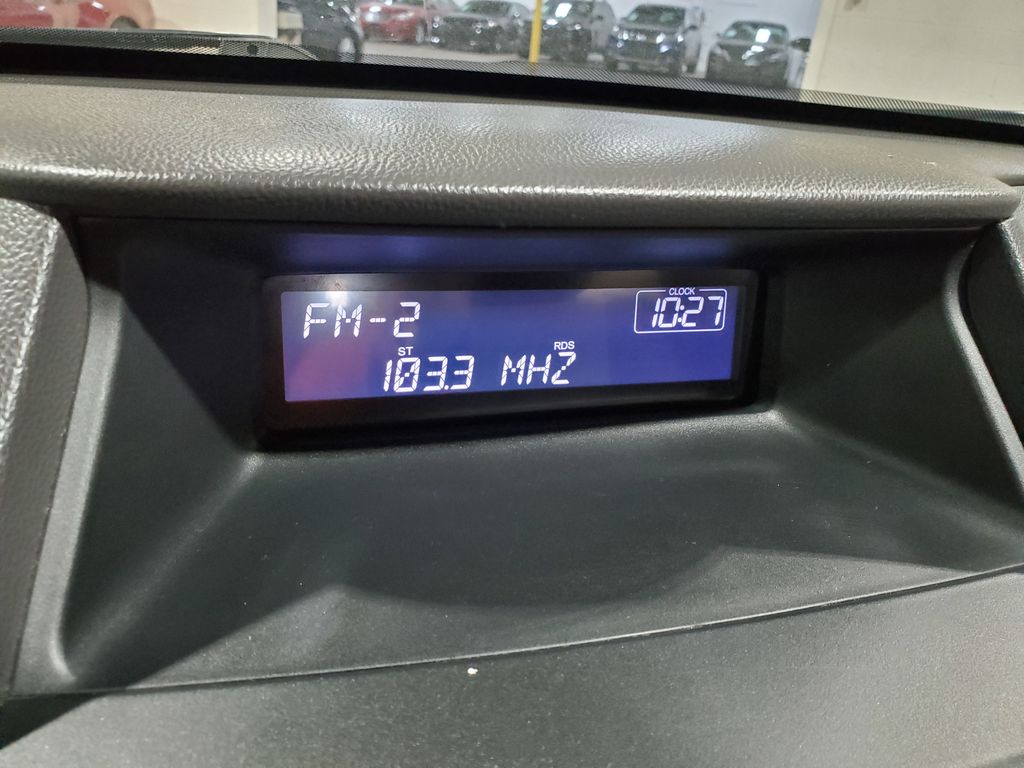 FM-2
CLOCK
10:27
ST
RDS
103.3 MHZ